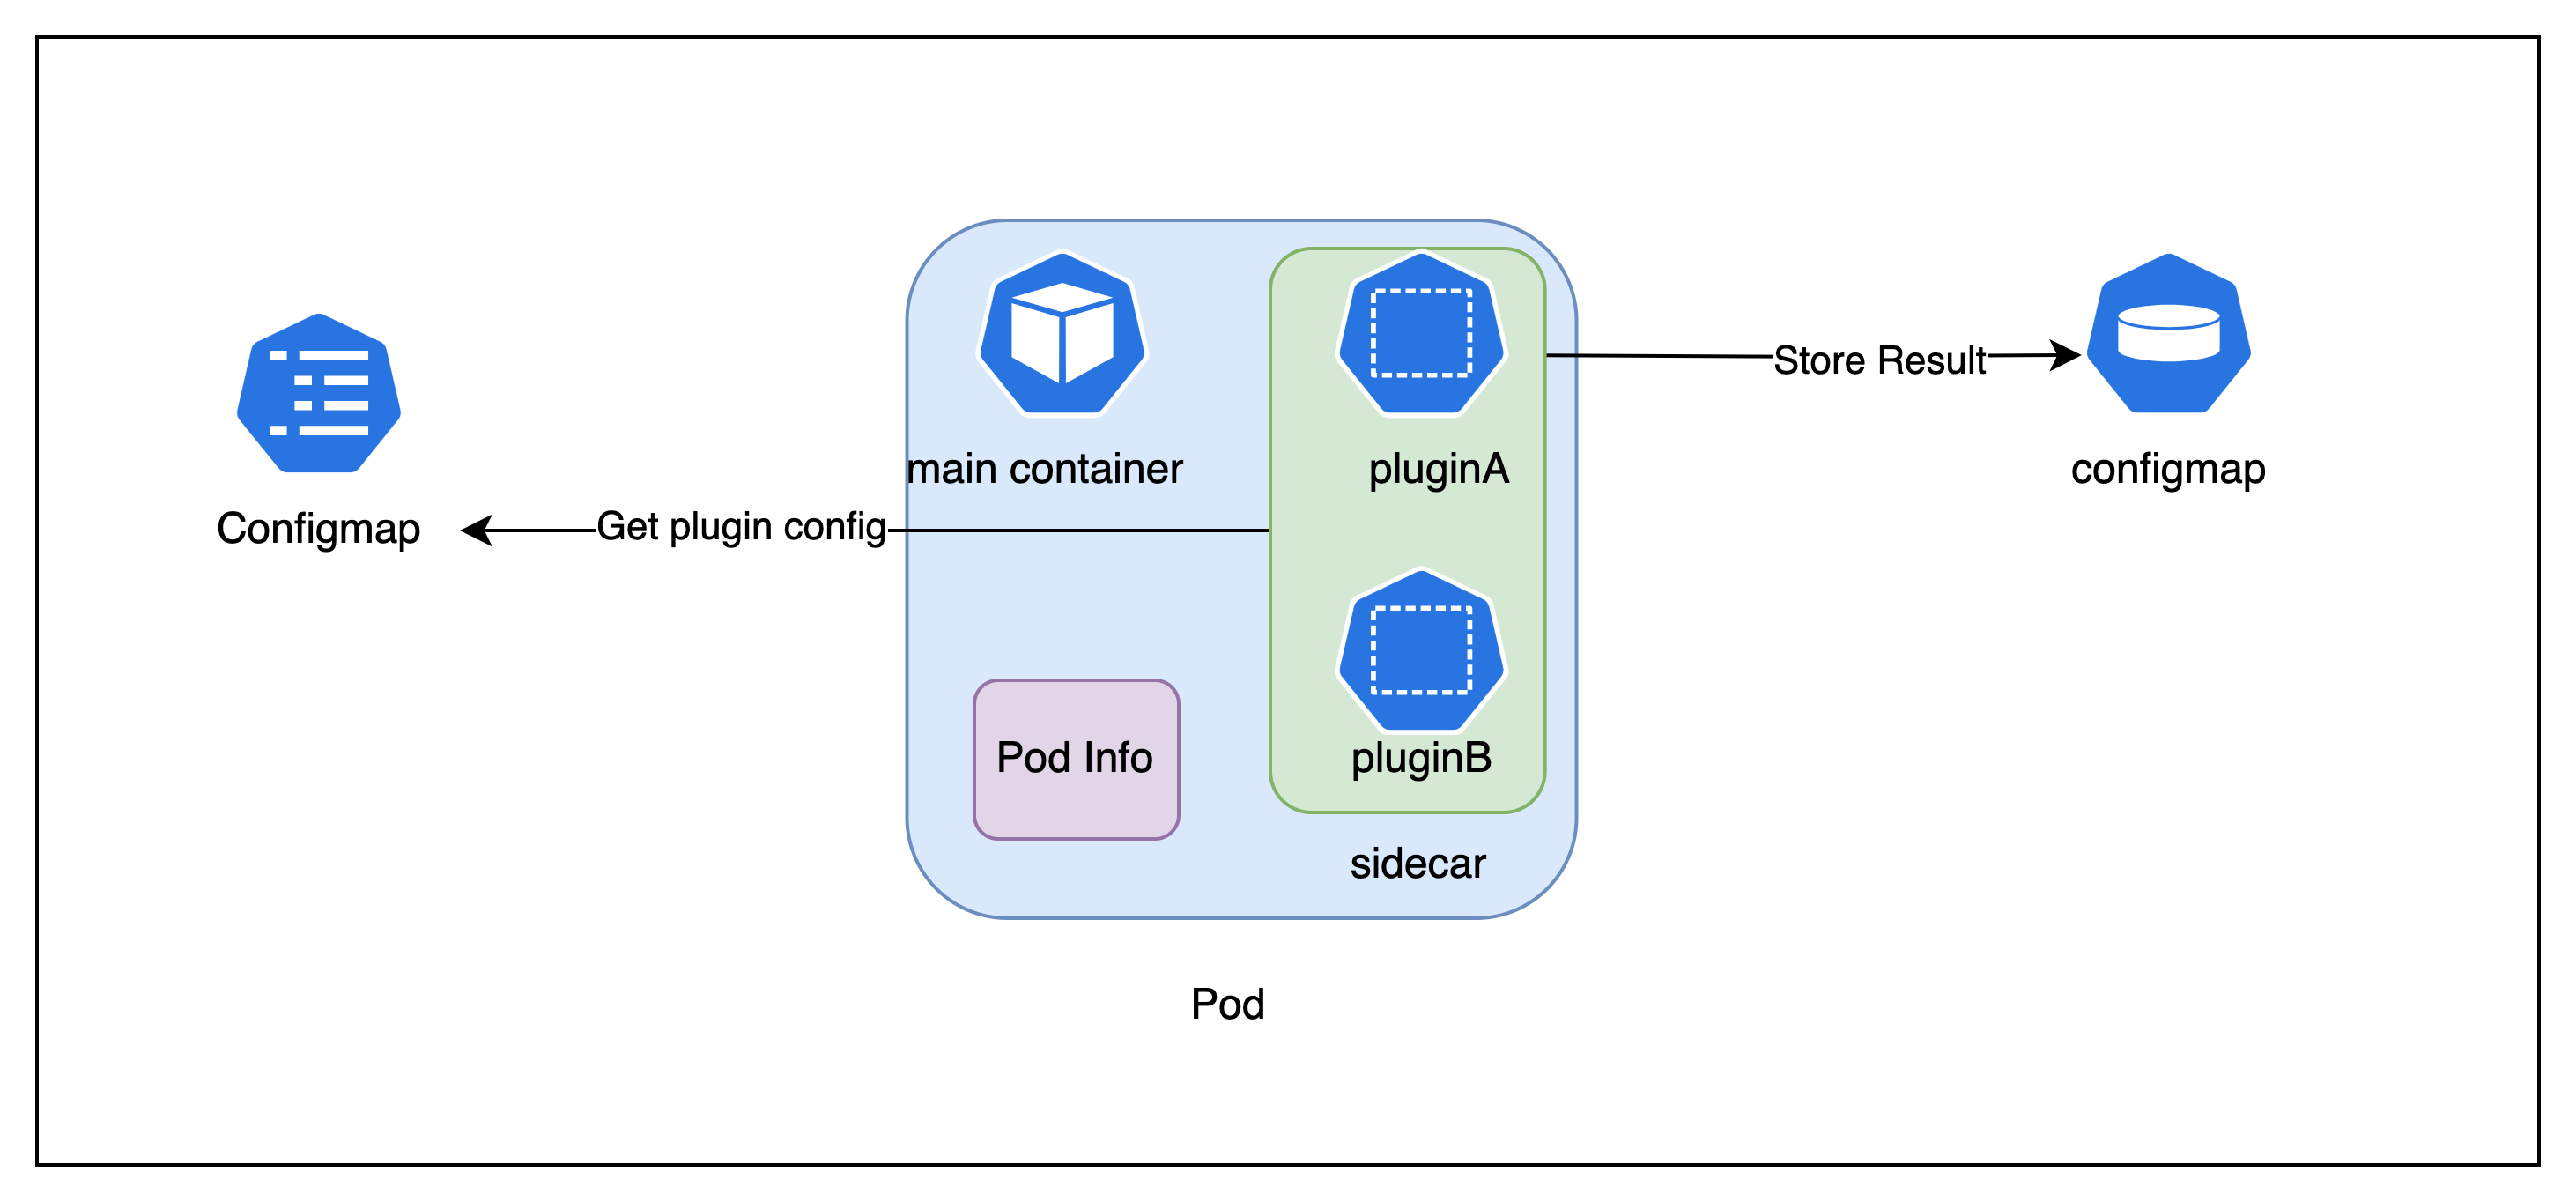 main container
pluginA
Store Result
configmap
Configmap
Get plugin config
Pod Info
pluginB
sidecar
Pod